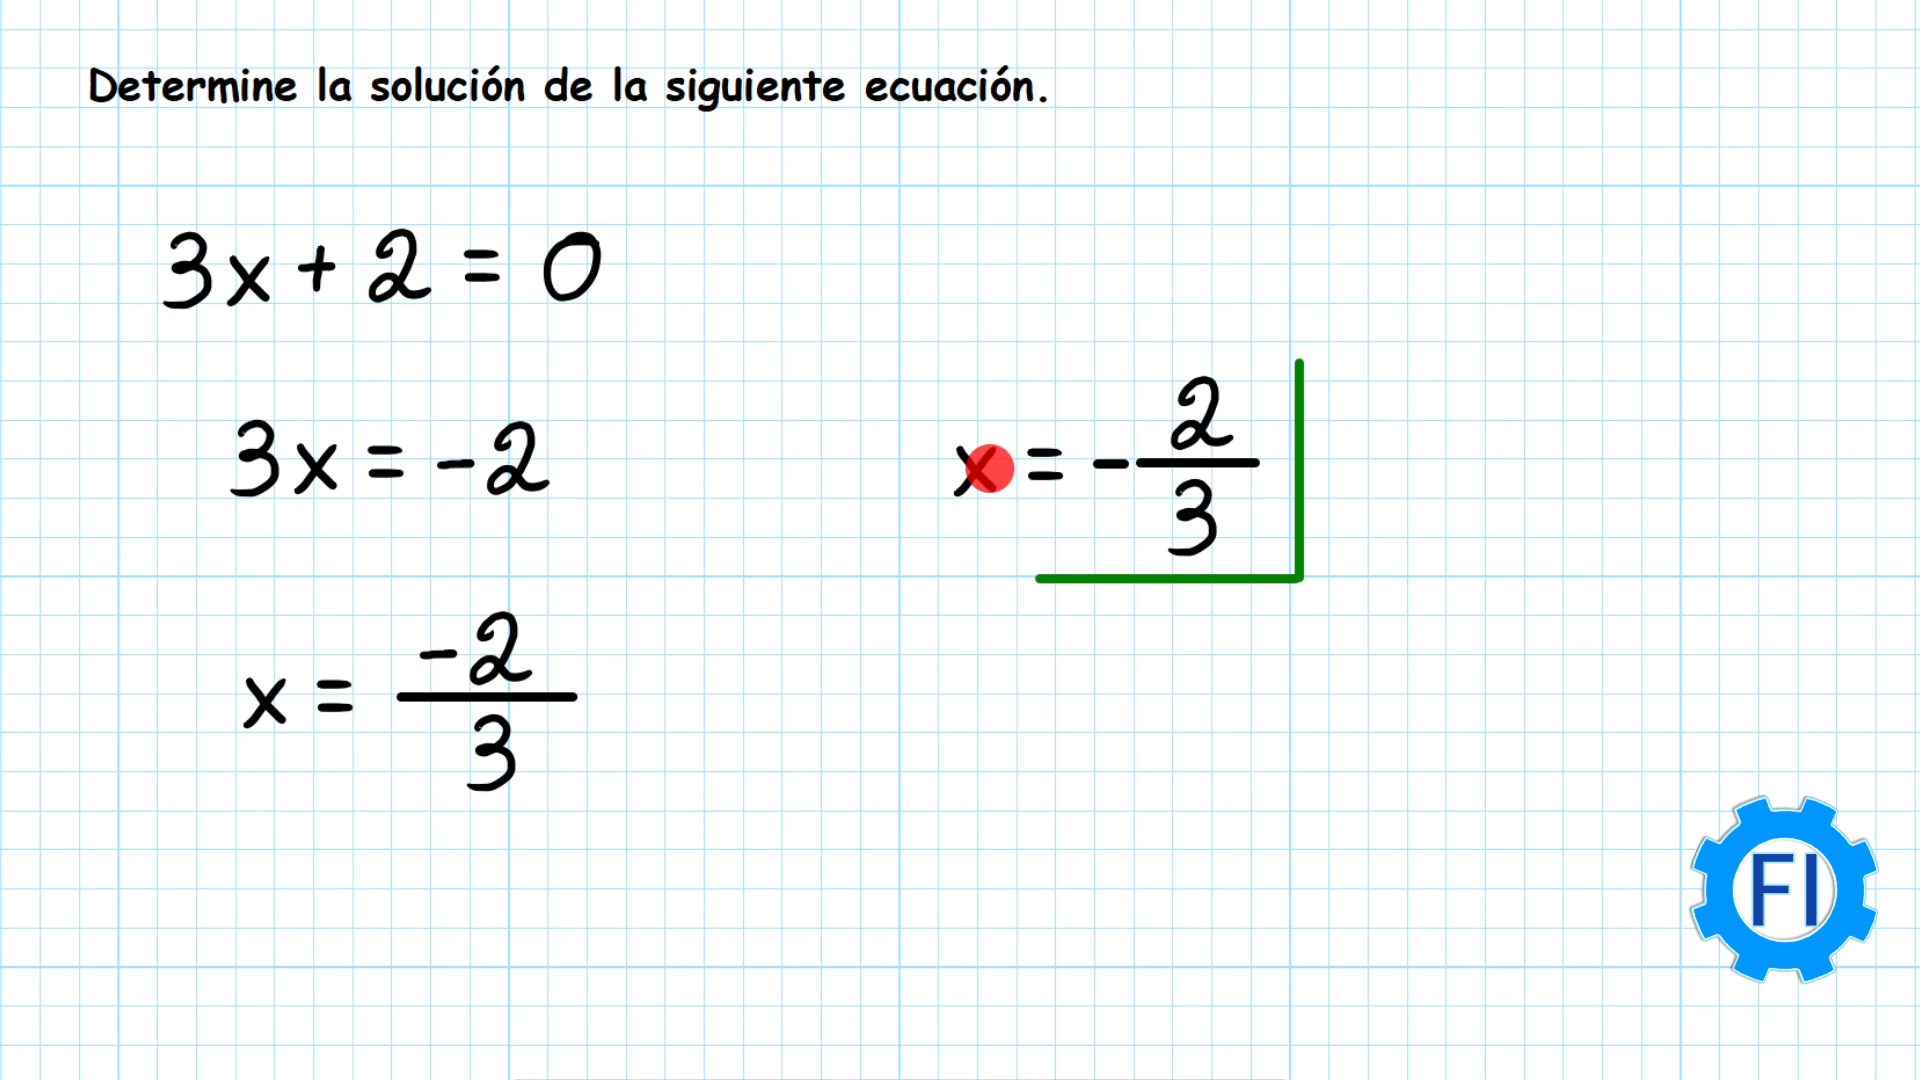 Determine la solución de la siguiente ecuación.
3x + 2 = 0
3x = -2
x = -2/3
x = - 2/3
FI